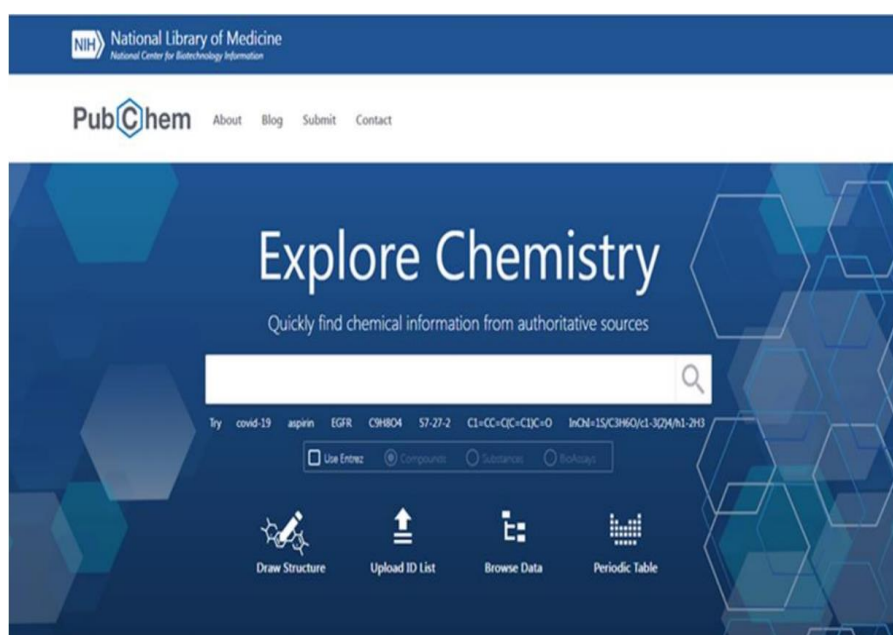 NIH National Library of Medicine
National Center for Biotechnology Information
PubChem About Blog Submit Contact
Explore Chemistry
Quickly find chemical information from authoritative sources
Try covid-19 aspirin EGFR C9H8O4 57-27-2 C1=CC=C(C=C1)C=O InChI=1S/C3H6O/c1-3(2)4/h1-2H3
Use Entrez Compounds Substances BioAssays
Draw Structure Upload ID List Browse Data Periodic Table